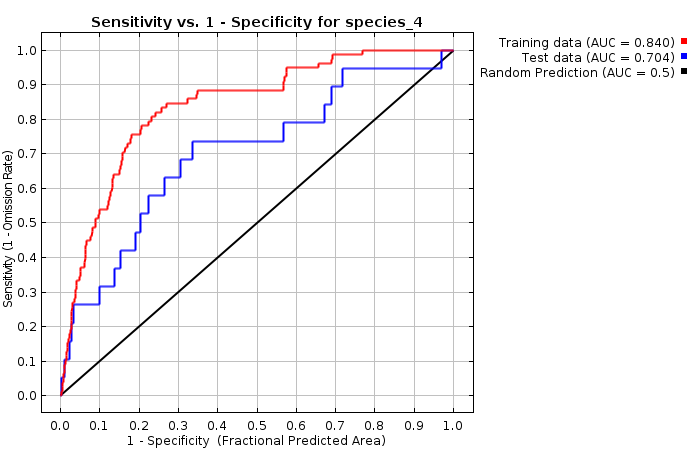 Sensitivity vs. 1 - Specificity for species_4
Training data (AUC = 0.840)
Test data (AUC = 0.704)
Random Prediction (AUC = 0.5)
Sensitivity (1 - Omission Rate)
1.0
0.9
0.8
0.7
0.6
0.5
0.4
0.3
0.2
0.1
0.0
0.0 0.1 0.2 0.3 0.4 0.5 0.6 0.7 0.8 0.9 1.0
1 - Specificity (Fractional Predicted Area)